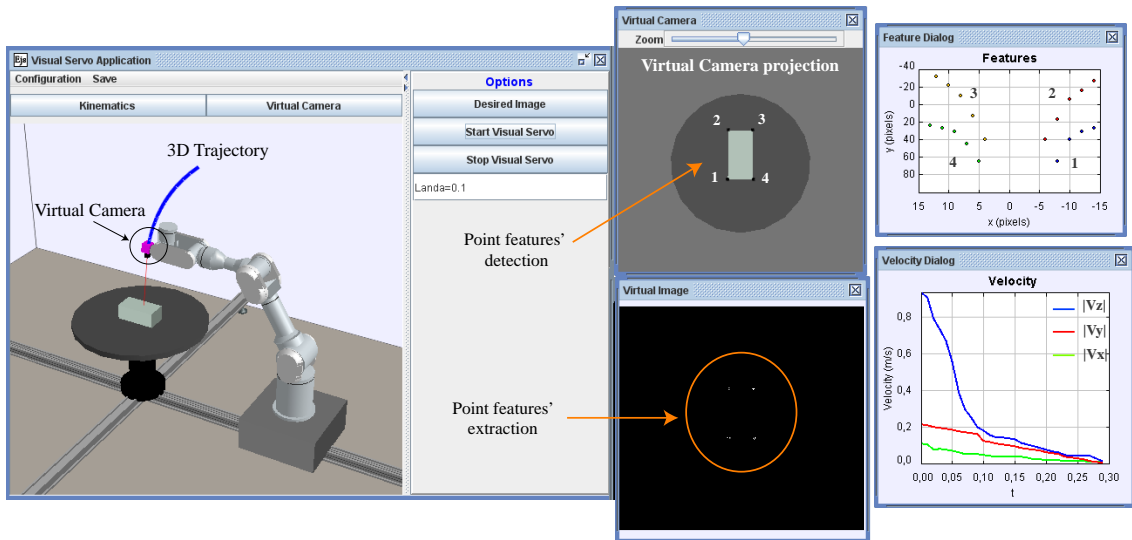 Ejs Visual Servo Application
Configuration Save
Kinematics
Virtual Camera
3D Trajectory
Virtual Camera
Options
Desired Image
Start Visual Servo
Stop Visual Servo
Landa=0.1
Point features'
detection
Point features'
extraction
Virtual Camera
Zoom
Virtual Camera projection
2 3
1 4
Virtual Image
Feature Dialog
Features
-40
-20
0
20
40
60
80
y (pixels)
3 2
4 1
15 10 5 0 -5 -10 -15
x (pixels)
Velocity Dialog
Velocity
|Vz|
|Vy|
|Vx|
0,8
0,6
0,4
0,2
0,0
Velocity (m/s)
0,00 0,05 0,10 0,15 0,20 0,25 0,30
t